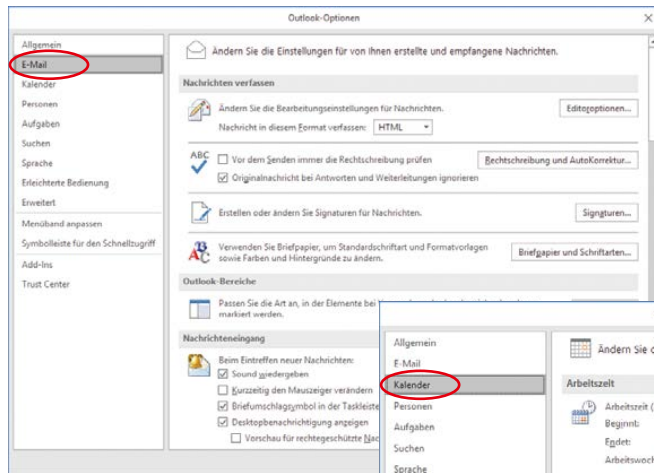 Outlook-Optionen
Allgemein
E-Mail
Kalender
Personen
Aufgaben
Suchen
Sprache
Erleichterte Bedienung
Erweitert
Menüband anpassen
Symbolleiste für den Schnellzugriff
Add-Ins
Trust Center
Ändern Sie die Einstellungen für von Ihnen erstellte und empfangene Nachrichten.
Nachrichten verfassen
Ändern Sie die Bearbeitungseinstellungen für Nachrichten.
Editoroptionen...
Nachricht in diesem Format verfassen: HTML
ABC
Vor dem Senden immer die Rechtschreibung prüfen
Rechtschreibung und AutoKorrektur...
Originalnachricht bei Antworten und Weiterleitungen ignorieren
Erstellen oder ändern Sie Signaturen für Nachrichten.
Signaturen...
Verwenden Sie Briefpapier, um Standardschriftart und Formatvorlagen
sowie Farben und Hintergründe zu ändern.
Briefpapier und Schriftarten...
Outlook-Bereiche
Passen Sie die Art an, in der Elemente bei
markiert werden.
Nachrichteneingang
Beim Eintreffen neuer Nachrichten:
Sound wiedergeben
Kurzzeitig den Mauszeiger verändern
Briefumschlagsymbol in der Taskleiste
Desktopbenachrichtigung anzeigen
Vorschau für rechtegeschützte Nac
Allgemein
E-Mail
Kalender
Personen
Aufgaben
Suchen
Sprache
Ändern Sie d
Arbeitszeit
Arbeitszeit (
Beginnt:
Endet:
Arbeitswoch